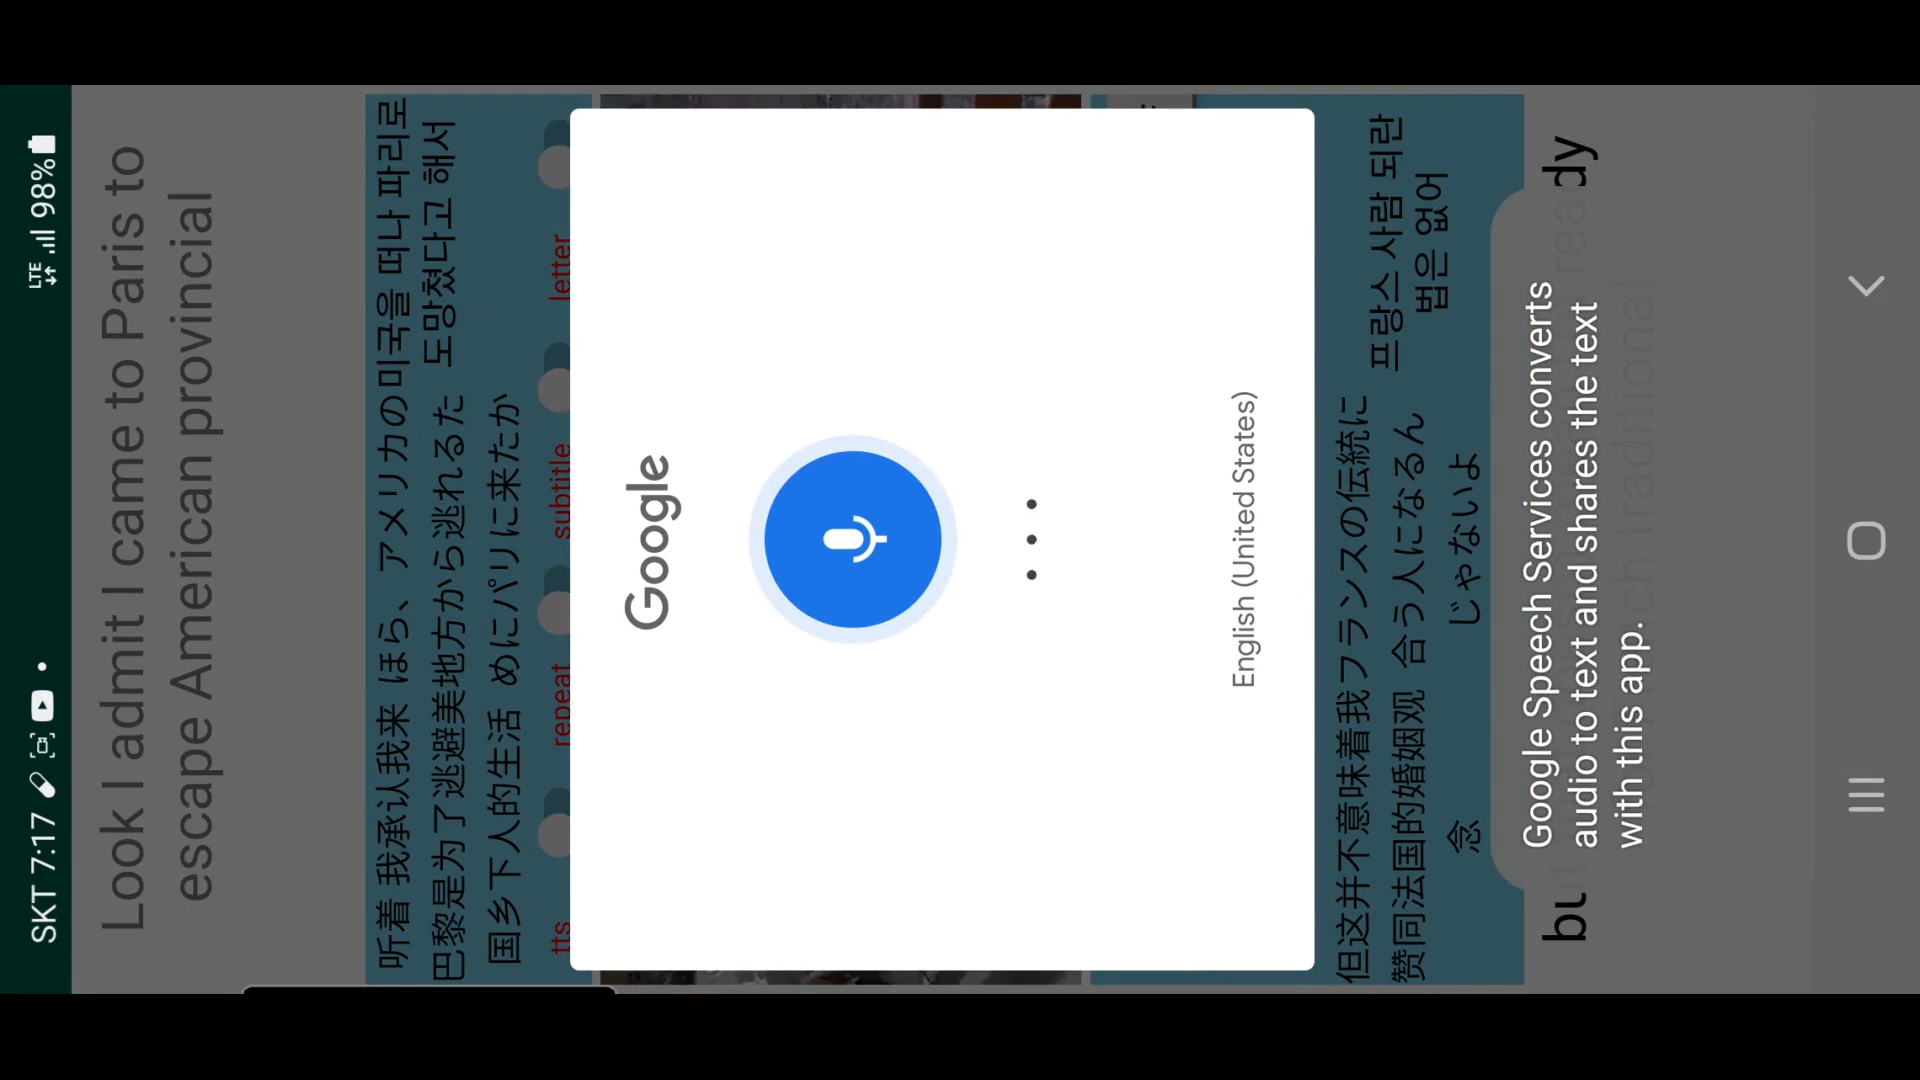 SKT 7:17
LTE
98%
Look I admit I came to Paris to
escape American provincial
听着 我承认我来
巴黎是为了逃避美
国乡下人的生活
ほら、アメリカの
地方から逃れるた
めにパリに来たか
미국을 떠나 파리로
도망쳤다고 해서
tts
repeat
subtitle
letter
Google
English (United States)
但这并不意味着我
赞同法国的婚姻观
念
フランスの伝統に
合う人になるん
じゃないよ
프랑스 사람 되란
법은 없어
ready
traditional
Google Speech Services converts
audio to text and shares the text
with this app.